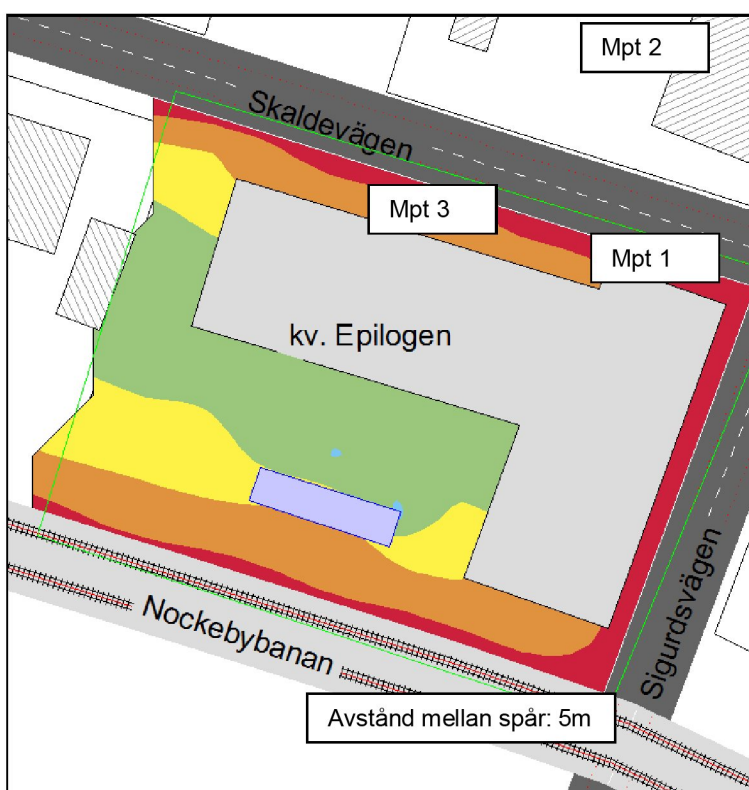 Mpt 2
Skaldevägen
Mpt 3
Mpt 1
kv. Epilogen
Sigurdsvägen
Nockebybanan
Avstånd mellan spår: 5m